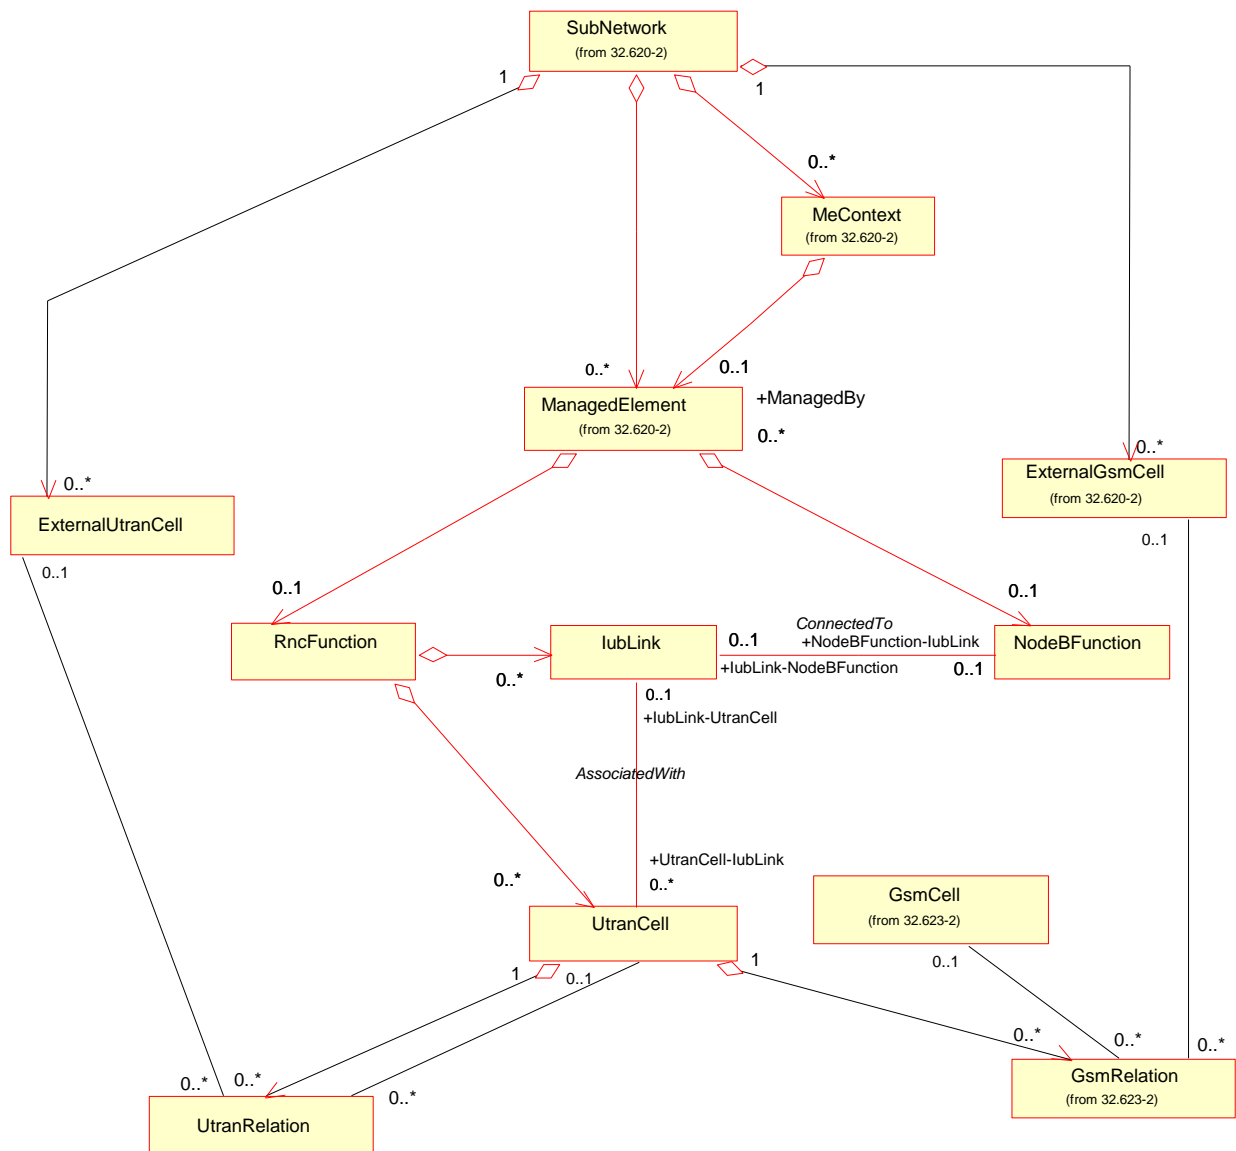 SubNetwork
(from 32.620-2)
1
1
0..*
MeContext
(from 32.620-2)
0..*
0..1
+ManagedBy
0..*
ManagedElement
(from 32.620-2)
0..*
ExternalGsmCell
(from 32.620-2)
0..*
ExternalUtranCell
0..1
0..1
0..1
0..1
RncFunction
0..*
IubLink
ConnectedTo
0..1
+NodeBFunction-IubLink
+IubLink-NodeBFunction
0..1
NodeBFunction
0..1
+IubLink-UtranCell
AssociatedWith
+UtranCell-IubLink
0..*
0..*
UtranCell
GsmCell
(from 32.623-2)
0..1
1
0..1
1
0..*
0..*
0..*
GsmRelation
(from 32.623-2)
0..*
0..*
0..*
UtranRelation